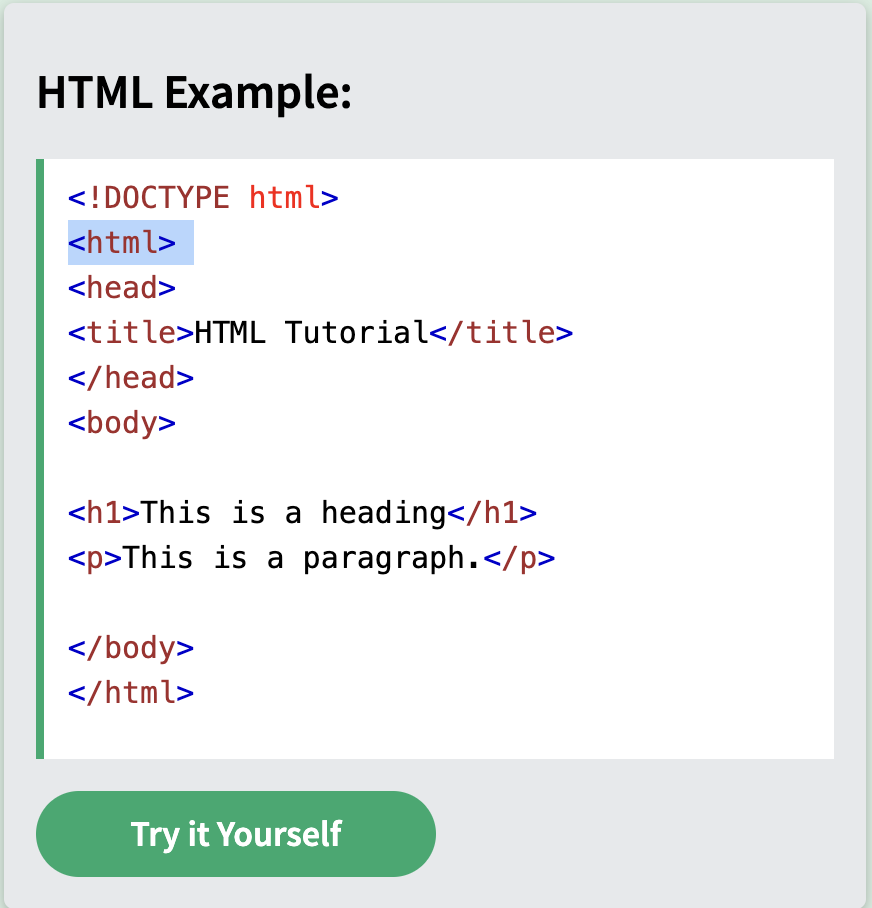 HTML Example:
<!DOCTYPE html>
<html>
<head>
<title>HTML Tutorial</title>
</head>
<body>
<h1>This is a heading</h1>
<p>This is a paragraph.</p>
</body>
</html>
Try it Yourself